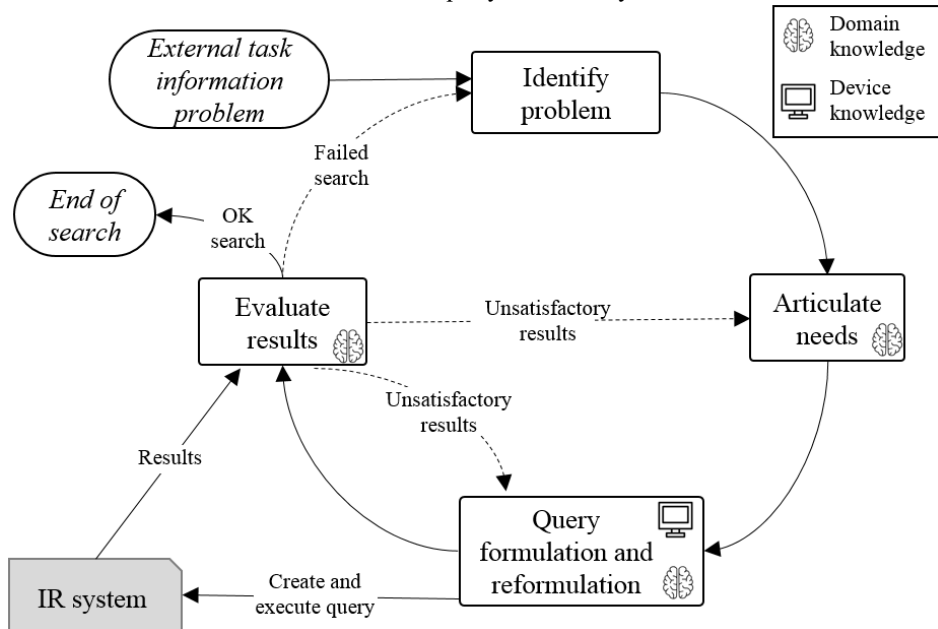 External task
information
problem
Identify
problem
Domain
knowledge
Device
knowledge
Failed
search
End of
search
OK
search
Evaluate
results
Unsatisfactory
results
Articulate
needs
Unsatisfactory
results
Results
Query
formulation and
reformulation
IR system
Create and
execute query